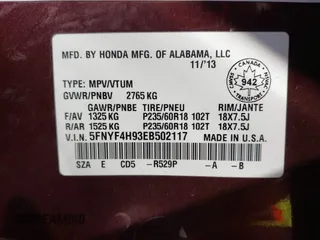 MFD. BY HONDA MFG. OF ALABAMA, LLC
11/'13
CANADA
942
TYPE: MPV/VTUM
GVWR/PNBV 2765 KG
GAWR/PNBE TIRE/PNEU RIM/JANTE
F/AV 1325 KG P235/60R18 102T 18X7.5J
R/AR 1525 KG P235/60R18 102T 18X7.5J
V.I.N. 5FNYF4H93EB502117 MADE IN U.S.A.
SZA E CD5 -R529P -A -B